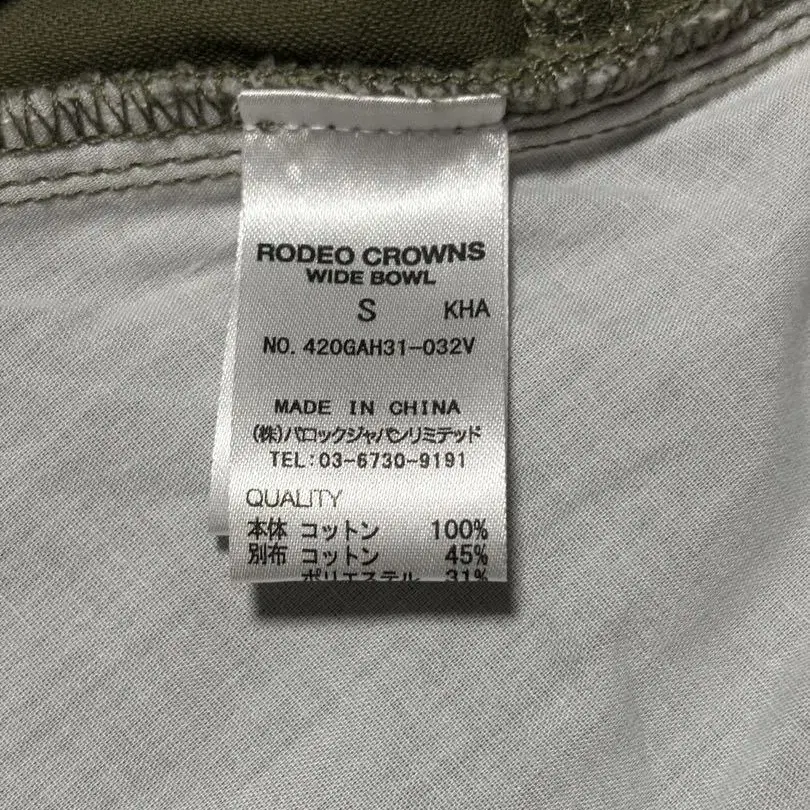 RODEO CROWNS
WIDE BOWL
S KHA
NO. 420GAH31-032V
MADE IN CHINA
(株)バロックジャパンリミテッド
TEL:03-6730-9191
QUALITY
本体 コットン 100%
別布 コットン 45%
ポリエステル 31%